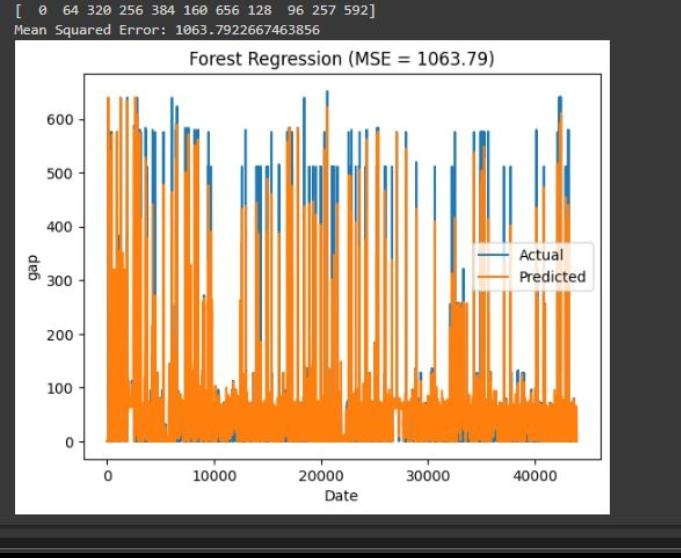 [  0  64 320 256 384 160 656 128  96 257 592]
Mean Squared Error: 1063.7922667463856
Forest Regression (MSE = 1063.79)
600
500
400
300
200
100
0
gap
Actual
Predicted
0 10000 20000 30000 40000
Date